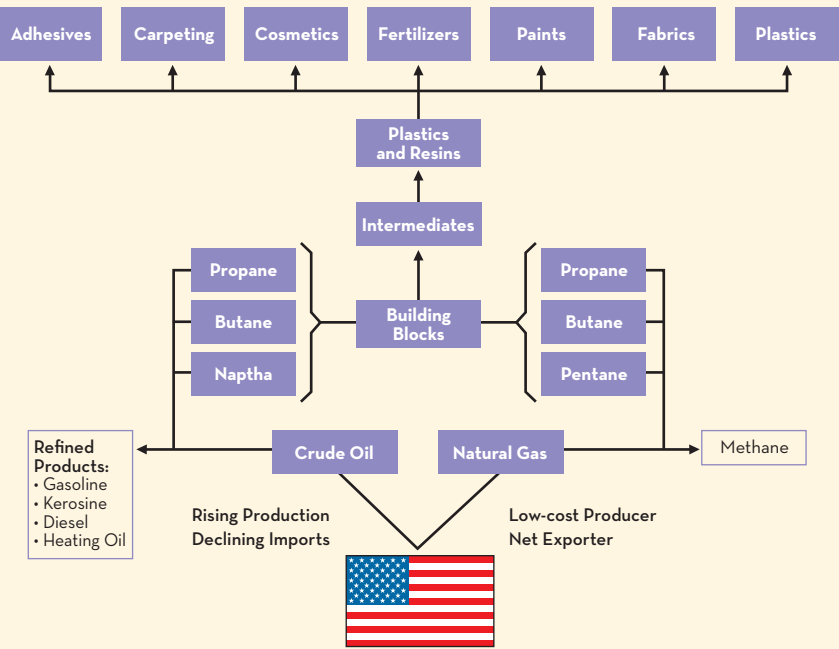 Adhesives
Carpeting
Cosmetics
Fertilizers
Paints
Fabrics
Plastics
Plastics
and Resins
Intermediates
Propane
Butane
Naptha
Building
Blocks
Propane
Butane
Pentane
Refined
Products:
• Gasoline
• Kerosine
• Diesel
• Heating Oil
Crude Oil
Natural Gas
Methane
Rising Production
Declining Imports
Low-cost Producer
Net Exporter